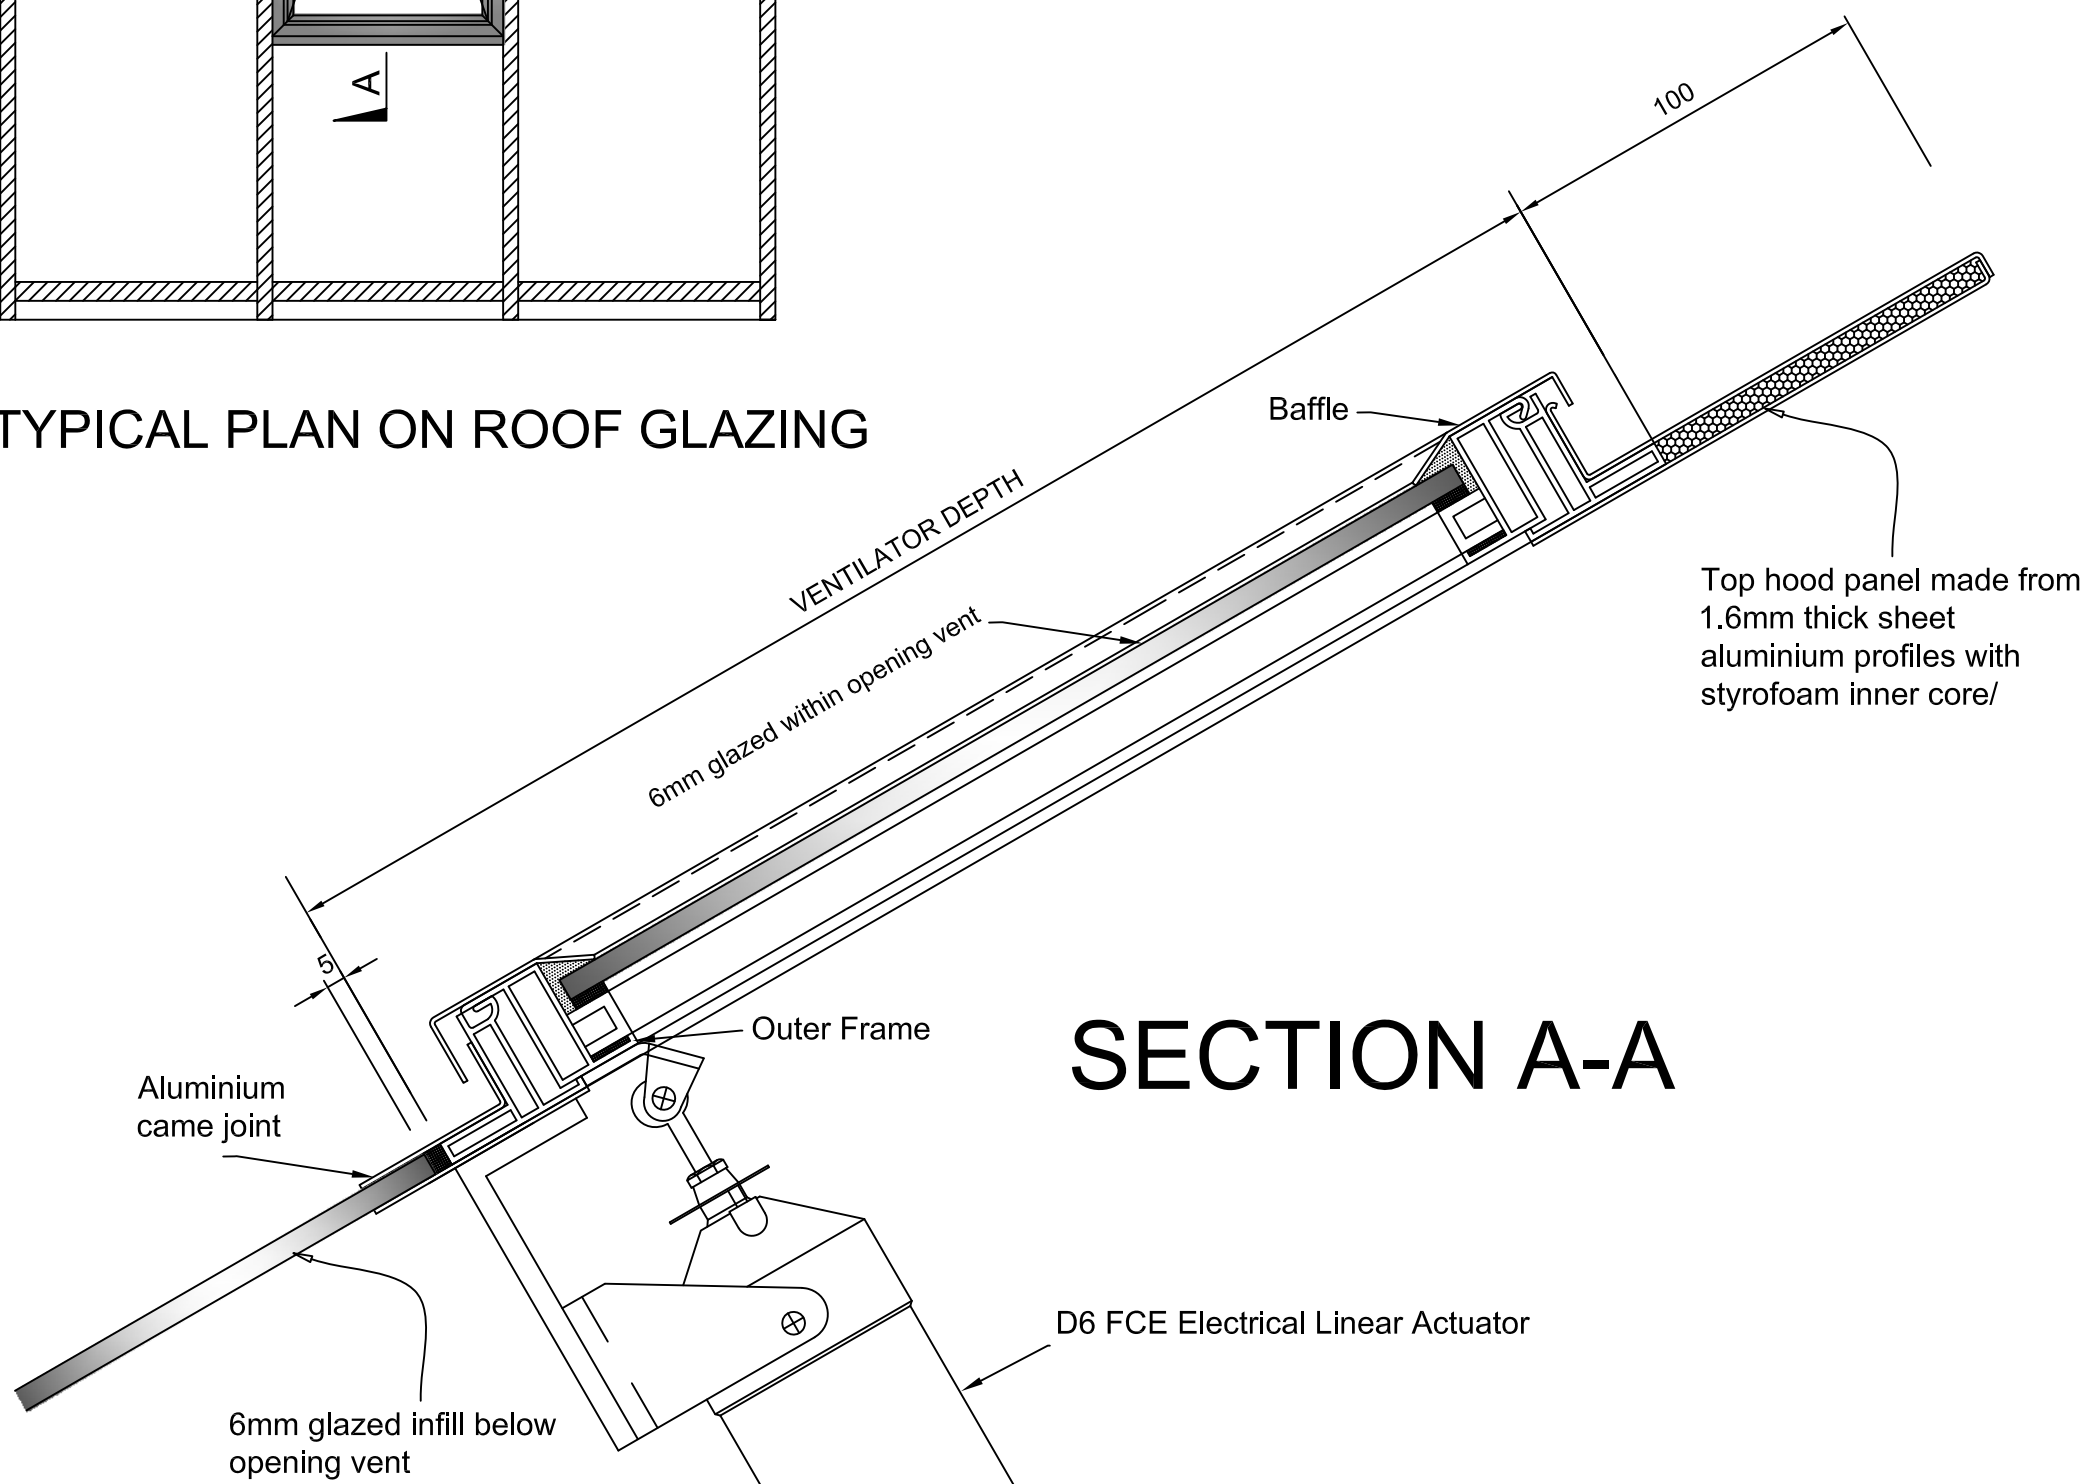 A
100
TYPICAL PLAN ON ROOF GLAZING
Baffle
VENTILATOR DEPTH
Top hood panel made from
1.6mm thick sheet
aluminium profiles with
styrofoam inner core/
6mm glazed within opening vent
5
Outer Frame
SECTION A-A
Aluminium
came joint
D6 FCE Electrical Linear Actuator
6mm glazed infill below
opening vent